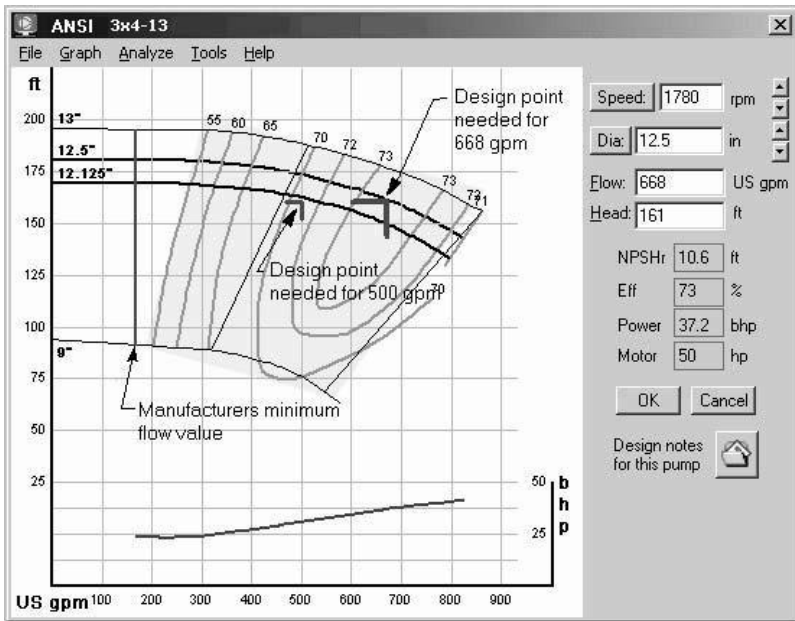 ANSI 3x4-13
File Graph Analyze Tools Help
ft
200
175
150
125
100
75
50
25
13"
12.5"
12.125"
9"
55
60
65
70
72
73
73
73
71
70
Design point
needed for
668 gpm
Design point
needed for 500 gpm
Manufacturers minimum
flow value
50
25
b
h
p
US gpm 100 200 300 400 500 600 700 800 900
Speed: 1780 rpm
Dia: 12.5 in
Flow: 668 US gpm
Head: 161 ft
NPSHr 10.6 ft
Eff 73 %
Power 37.2 bhp
Motor 50 hp
OK Cancel
Design notes
for this pump